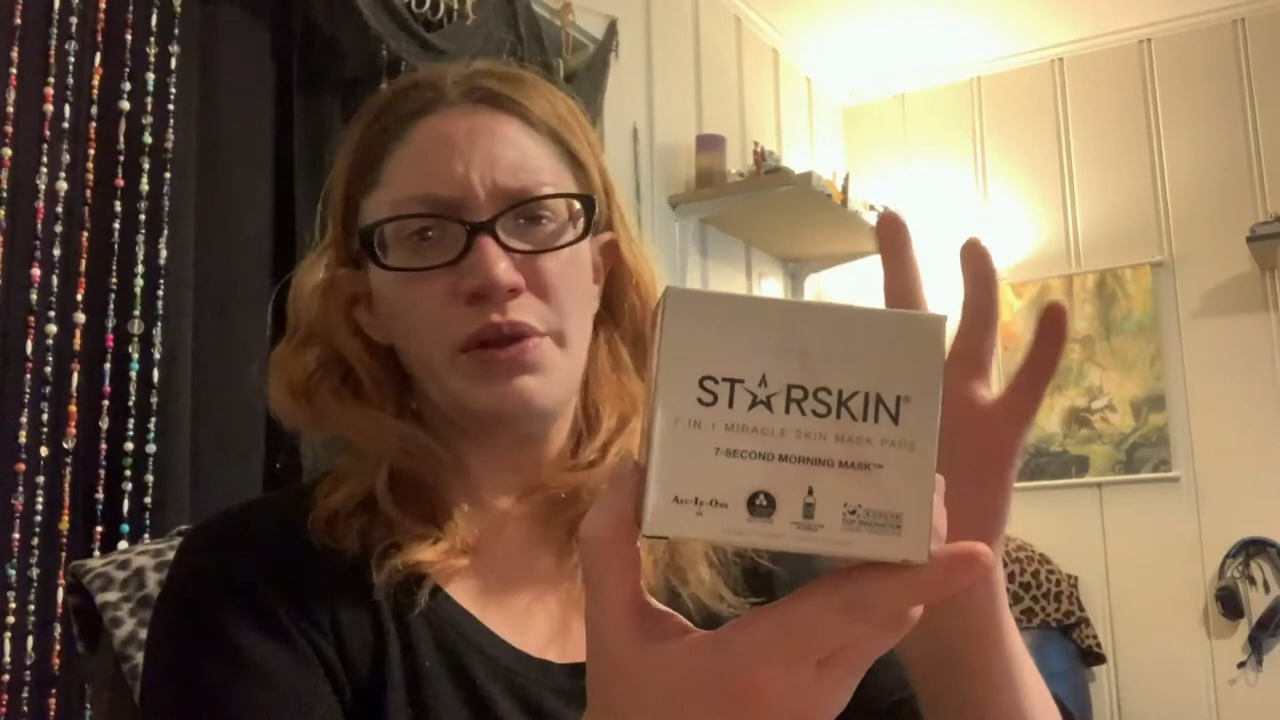 STARSKIN®
7 IN 1 MIRACLE SKIN MASK PADS
7-SECOND MORNING MASK™
ALL-IN-ONE
TOP INNOVATION